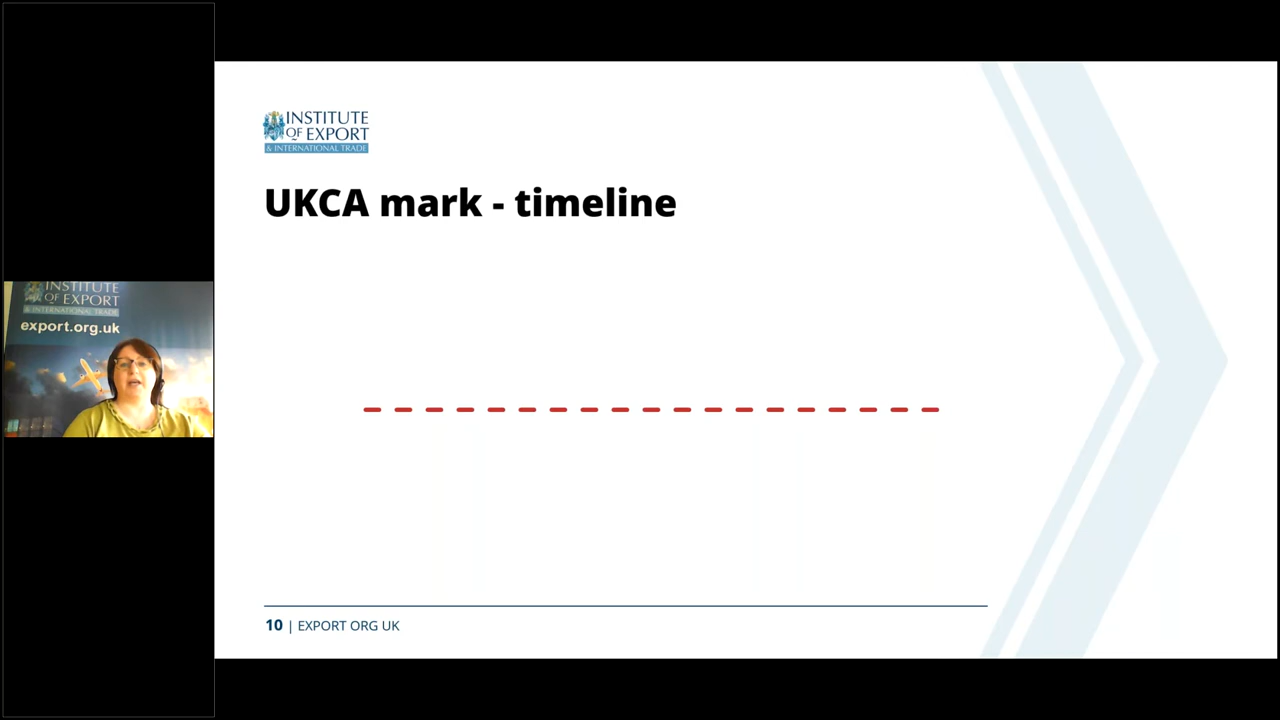 INSTITUTE
OF EXPORT
& INTERNATIONAL TRADE
UKCA mark - timeline
INSTITUTE
OF EXPORT
& INTERNATIONAL TRADE
export.org.uk
10 | EXPORT ORG UK